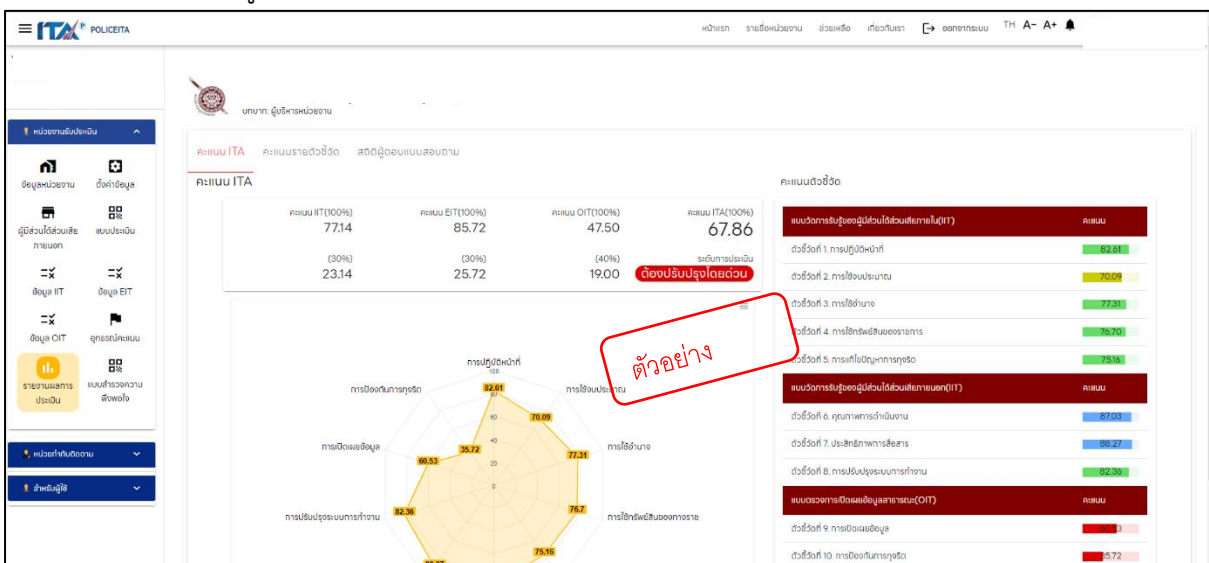 ITAP POLICEITA
หน้าแรก รายชื่อหน่วยงาน ช่วยเหลือ เกี่ยวกับเรา ออกจากระบบ TH A- A+
บทบาท: ผู้บริหารหน่วยงาน
หน่วยงานรับประเมิน
ข้อมูลหน่วยงาน ตั้งค่าข้อมูล
ผู้มีส่วนได้ส่วนเสียภายนอก แบบประเมิน
ข้อมูล IIT ข้อมูล EIT
ข้อมูล OIT อุทธรณ์คะแนน
รายงานผลการประเมิน แบบสำรวจความพึงพอใจ
หน่วยกำกับติดตาม
สำหรับผู้ใช้
คะแนน ITA คะแนนรายตัวชี้วัด สถิติผู้ตอบแบบสอบถาม
คะแนน ITA
คะแนน IIT(100%) คะแนน EIT(100%) คะแนน OIT(100%) คะแนน ITA(100%)
77.14 85.72 47.50 67.86
(30%) (30%) (40%) ระดับการประเมิน
23.14 25.72 19.00 ต้องปรับปรุงโดยด่วน
ตัวอย่าง
การปฏิบัติหน้าที่
100
การป้องกันการทุจริต 82.61 การใช้งบประมาณ
80
60 70.09
การเปิดเผยข้อมูล 35.72 40 77.31 การใช้อำนาจ
60.53 20
0
การปรับปรุงระบบการทำงาน 82.36 76.7 การใช้ทรัพย์สินของทางราช
75.16
คะแนนตัวชี้วัด
แบบวัดการรับรู้ของผู้มีส่วนได้ส่วนเสียภายใน(IIT) คะแนน
ตัวชี้วัดที่ 1. การปฏิบัติหน้าที่ 82.61
ตัวชี้วัดที่ 2. การใช้งบประมาณ 70.09
ตัวชี้วัดที่ 3. การใช้อำนาจ 77.31
ตัวชี้วัดที่ 4. การใช้ทรัพย์สินของราชการ 76.70
ตัวชี้วัดที่ 5. การแก้ไขปัญหาการทุจริต 75.16
แบบวัดการรับรู้ของผู้มีส่วนได้ส่วนเสียภายนอก(IIT) คะแนน
ตัวชี้วัดที่ 6. คุณภาพการดำเนินงาน 87.03
ตัวชี้วัดที่ 7. ประสิทธิภาพการสื่อสาร 88.27
ตัวชี้วัดที่ 8. การปรับปรุงระบบการทำงาน 82.36
แบบตรวจการเปิดเผยข้อมูลสาธารณะ(OIT) คะแนน
ตัวชี้วัดที่ 9. การเปิดเผยข้อมูล 60.53
ตัวชี้วัดที่ 10. การป้องกันการทุจริต 35.72